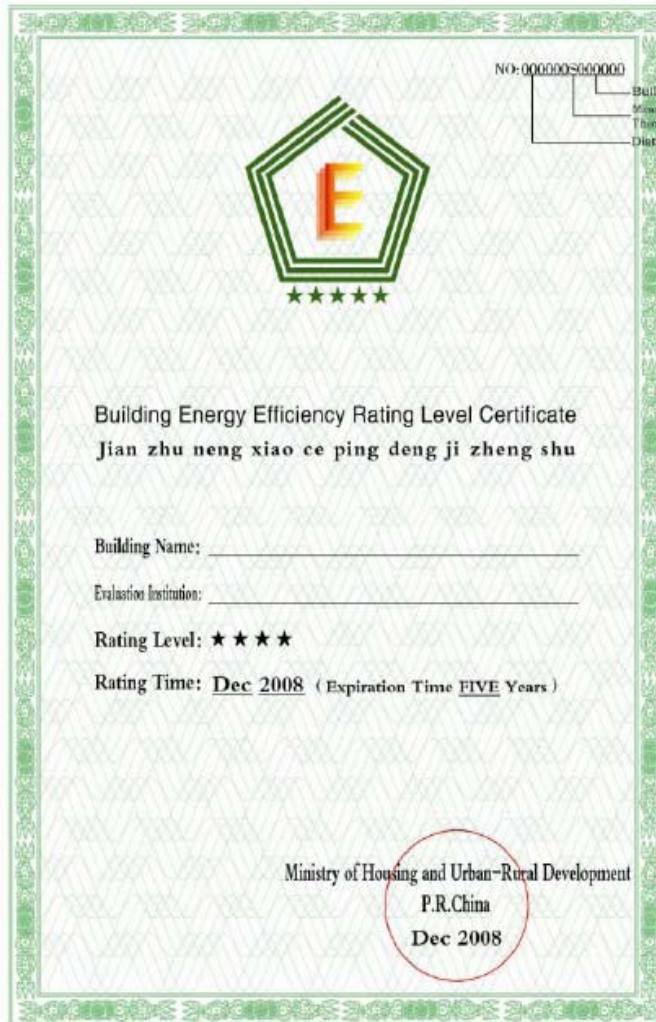 NO: 000000S000000
E
Building Energy Efficiency Rating Level Certificate
Jian zhu neng xiao ce ping deng ji zheng shu
Building Name:
Evaluation Institution:
Rating Level: ★★★★
Rating Time: Dec 2008 ( Expiration Time FIVE Years )
Ministry of Housing and Urban-Rural Development
P.R.China
Dec 2008